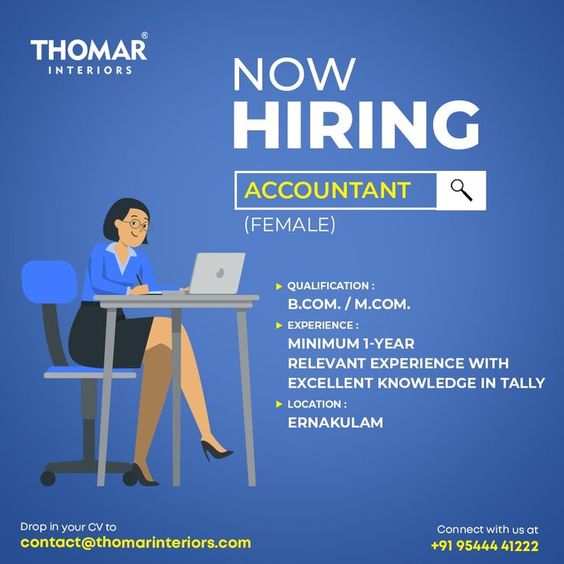 THOMAR®
INTERIORS
NOW
HIRING
ACCOUNTANT
(FEMALE)
QUALIFICATION :
B.COM. / M.COM.
EXPERIENCE :
MINIMUM 1-YEAR
RELEVANT EXPERIENCE WITH
EXCELLENT KNOWLEDGE IN TALLY
LOCATION :
ERNAKULAM
Drop in your CV to
contact@thomarinteriors.com
Connect with us at
+91 95444 41222